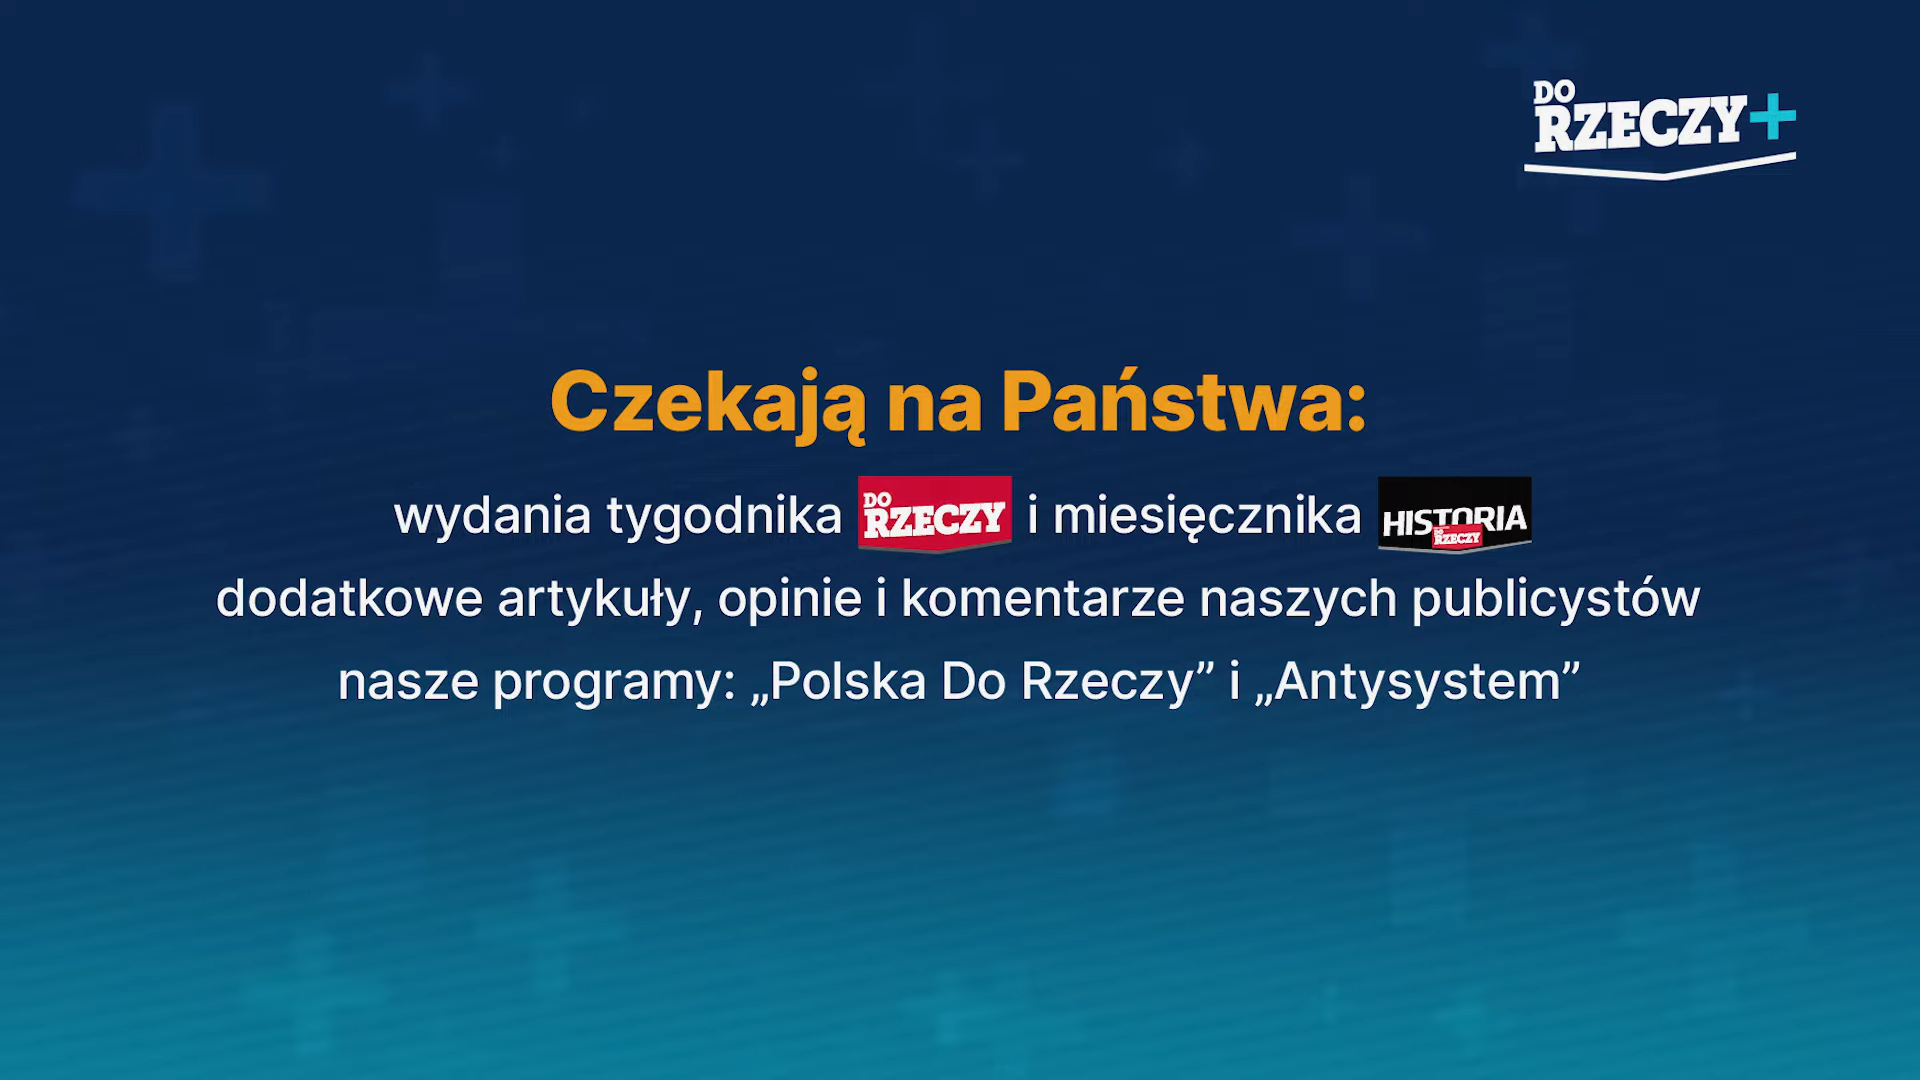 DO
RZECZY+
Czekają na Państwa:
wydania tygodnika DO RZECZY i miesięcznika HISTORIA DO RZECZY
dodatkowe artykuły, opinie i komentarze naszych publicystów
nasze programy: „Polska Do Rzeczy” i „Antysystem”